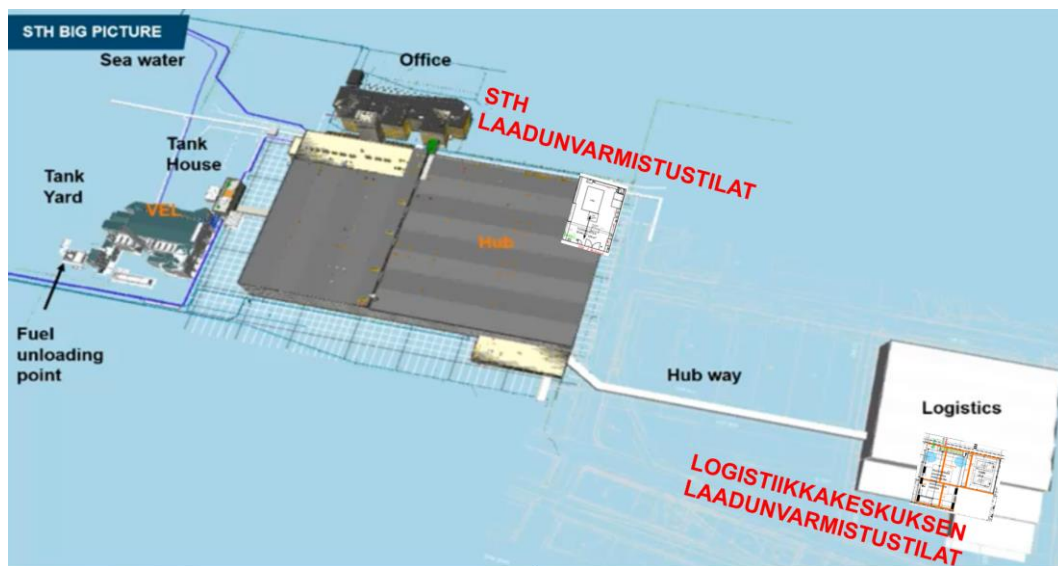 STH BIG PICTURE
Sea water
Office
STH
LAADUNVARMISTUSTILAT
Tank
House
Tank
Yard
VEL
Hub
Fuel
unloading
point
Hub way
Logistics
LOGISTIIKKAKESKUKSEN
LAADUNVARMISTUSTILAT